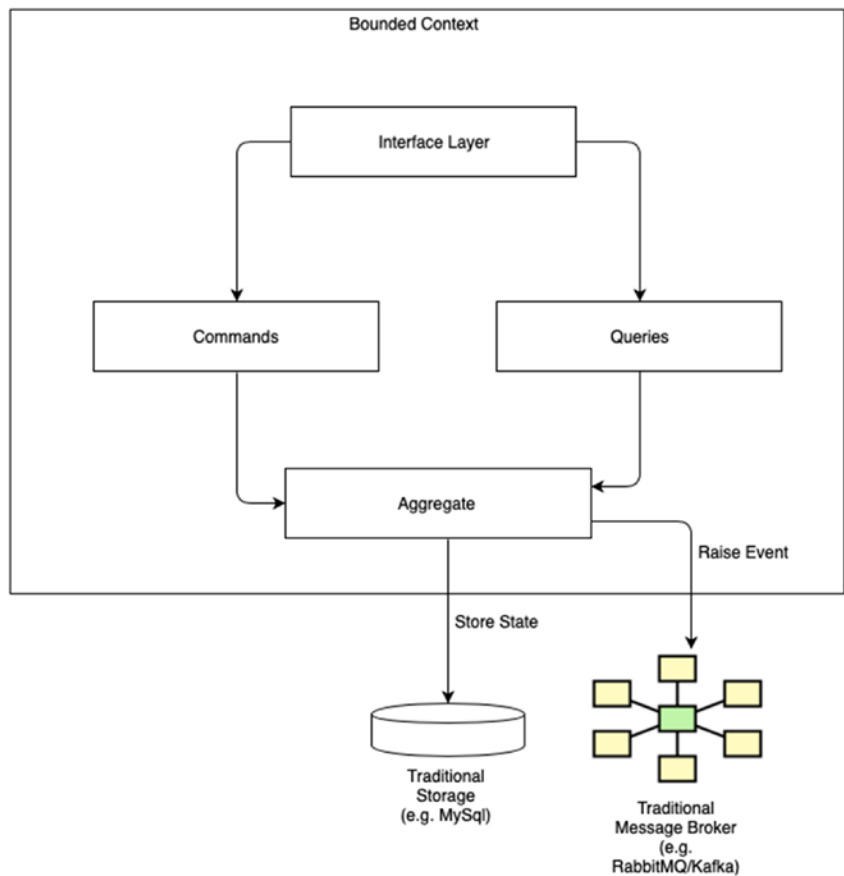 Bounded Context
Interface Layer
Commands
Queries
Aggregate
Raise Event
Store State
Traditional
Storage
(e.g. MySql)
Traditional
Message Broker
(e.g.
RabbitMQ/Kafka)